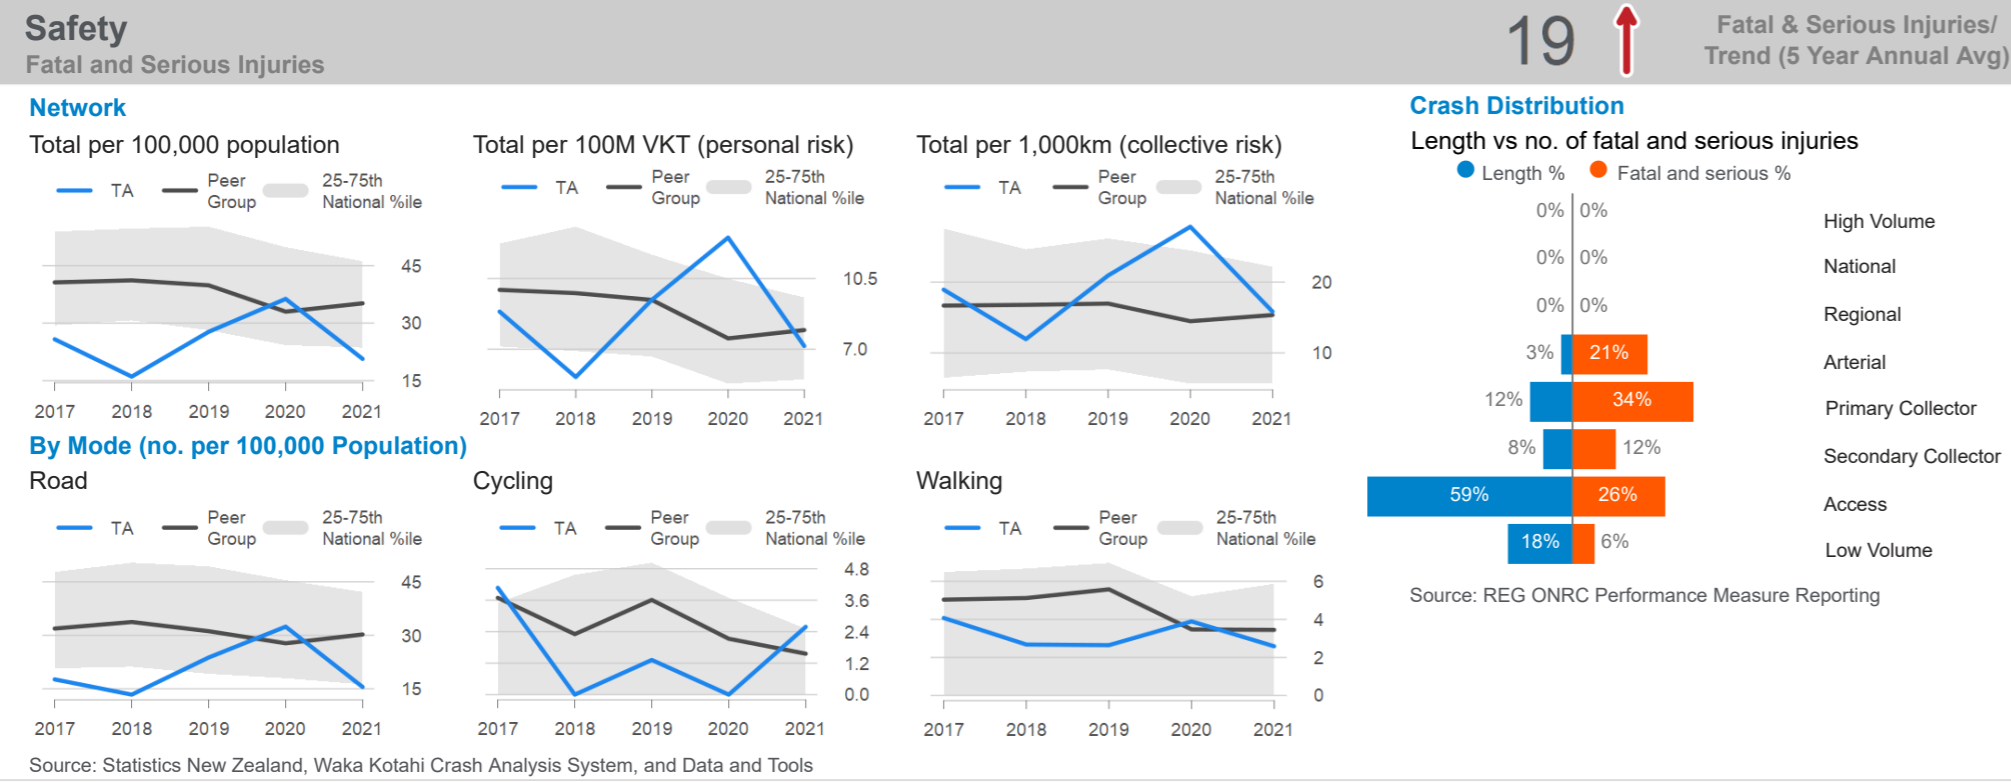 Safety
Fatal and Serious Injuries
19
Fatal & Serious Injuries/
Trend (5 Year Annual Avg)
Network
Total per 100,000 population
TA
Peer
Group
25-75th
National %ile
45
30
15
2017 2018 2019 2020 2021
Total per 100M VKT (personal risk)
TA
Peer
Group
25-75th
National %ile
10.5
7.0
2017 2018 2019 2020 2021
Total per 1,000km (collective risk)
TA
Peer
Group
25-75th
National %ile
20
10
2017 2018 2019 2020 2021
By Mode (no. per 100,000 Population)
Road
TA
Peer
Group
25-75th
National %ile
45
30
15
2017 2018 2019 2020 2021
Cycling
TA
Peer
Group
25-75th
National %ile
4.8
3.6
2.4
1.2
0.0
2017 2018 2019 2020 2021
Walking
TA
Peer
Group
25-75th
National %ile
6
4
2
0
2017 2018 2019 2020 2021
Source: Statistics New Zealand, Waka Kotahi Crash Analysis System, and Data and Tools
Crash Distribution
Length vs no. of fatal and serious injuries
Length % Fatal and serious %
0% 0% High Volume
0% 0% National
0% 0% Regional
3% 21% Arterial
12% 34% Primary Collector
8% 12% Secondary Collector
59% 26% Access
18% 6% Low Volume
Source: REG ONRC Performance Measure Reporting